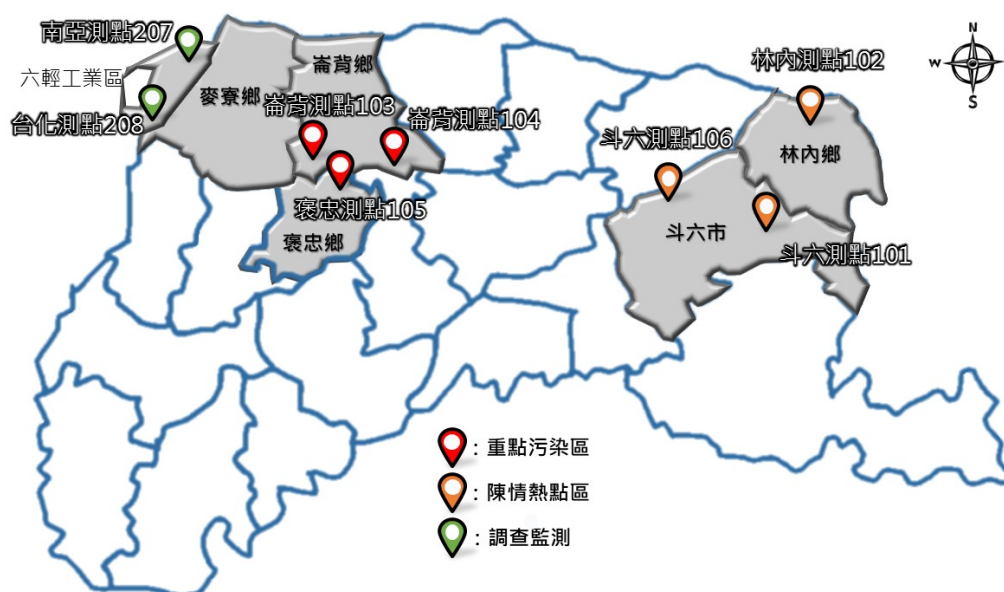 南亞測點207
六輕工業區
台化測點208
麥寮鄉
崙背鄉
崙背測點103
崙背測點104
褒忠測點105
褒忠鄉
林內測點102
斗六測點106
林內鄉
斗六市
斗六測點101
N
W
E
S
：重點污染區
：陳情熱點區
：調查監測